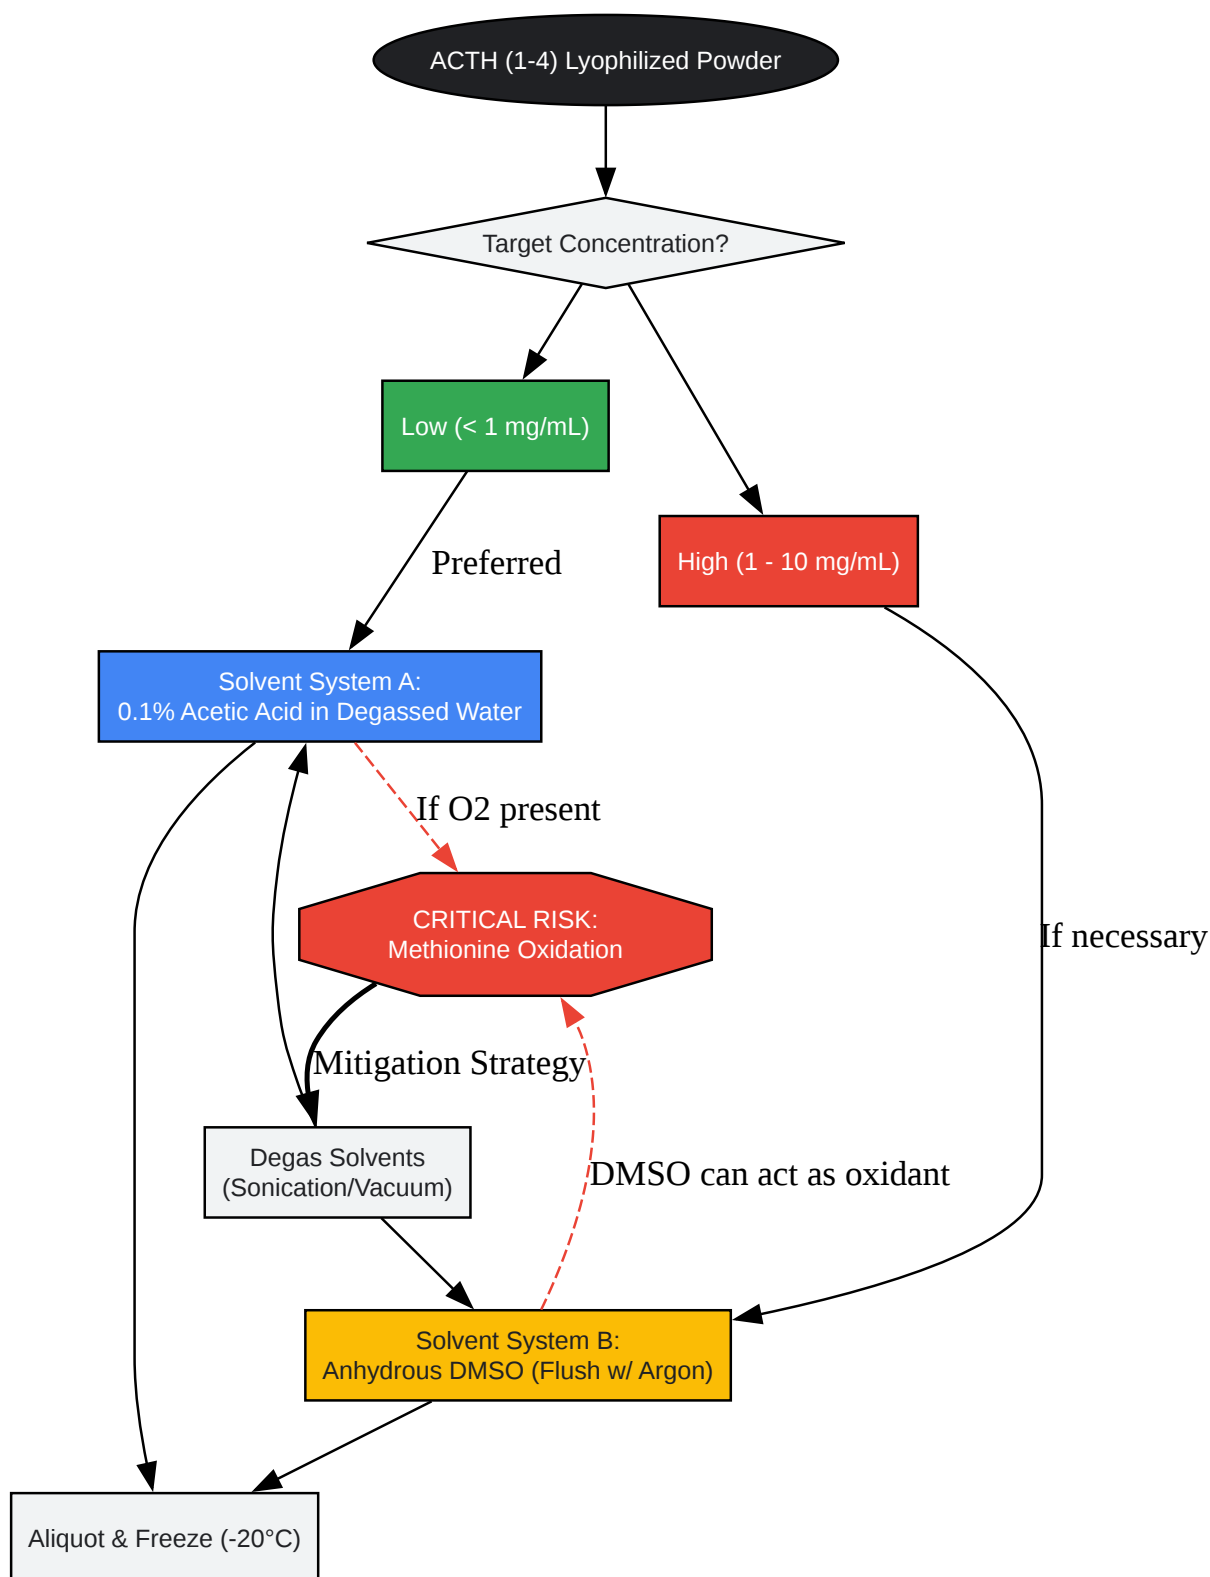 ACTH (1-4) Lyophilized Powder
Target Concentration?
Low (< 1 mg/mL)
High (1 - 10 mg/mL)
Preferred
Solvent System A:
0.1% Acetic Acid in Degassed Water
If O2 present
CRITICAL RISK:
Methionine Oxidation
If necessary
Mitigation Strategy
Degas Solvents
(Sonication/Vacuum)
DMSO can act as oxidant
Solvent System B:
Anhydrous DMSO (Flush w/ Argon)
Aliquot & Freeze (-20°C)